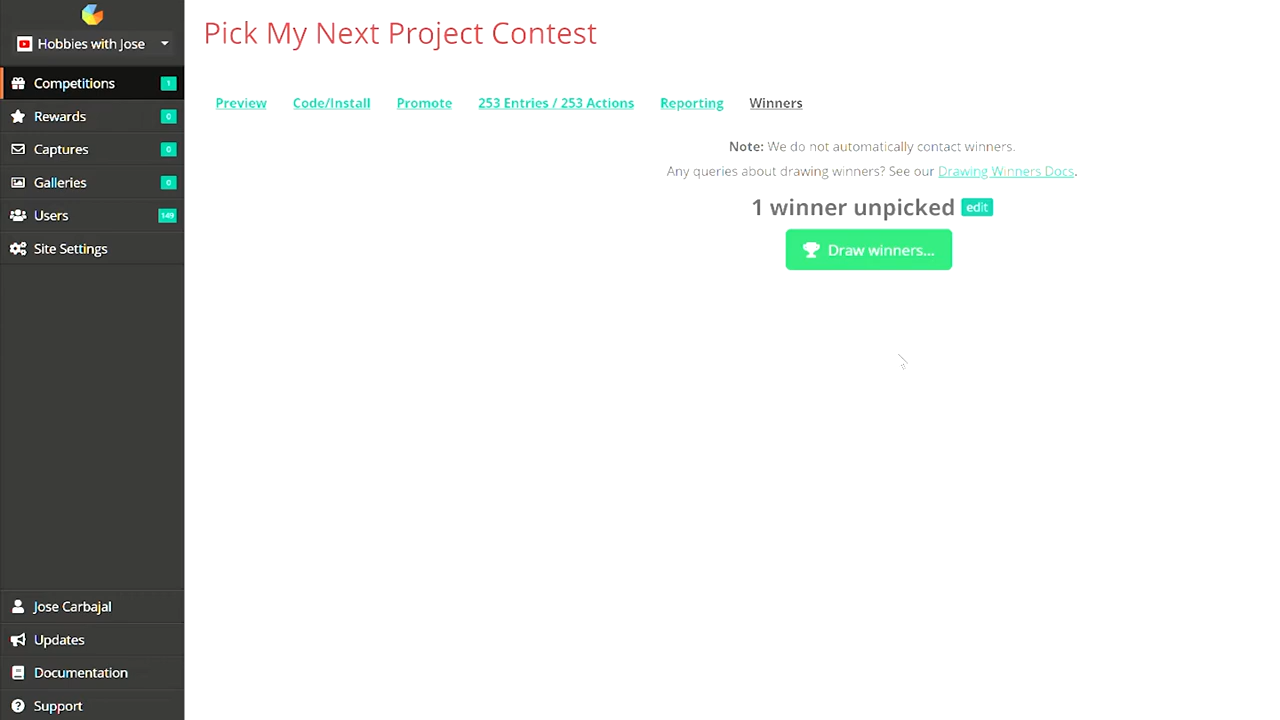 Pick My Next Project Contest
Hobbies with Jose
Competitions 1
Rewards 0
Captures 0
Galleries 0
Users 149
Site Settings
Jose Carbajal
Updates
Documentation
Support
Preview Code/Install Promote 253 Entries / 253 Actions Reporting Winners
Note: We do not automatically contact winners.
Any queries about drawing winners? See our Drawing Winners Docs.
1 winner unpicked edit
Draw winners...